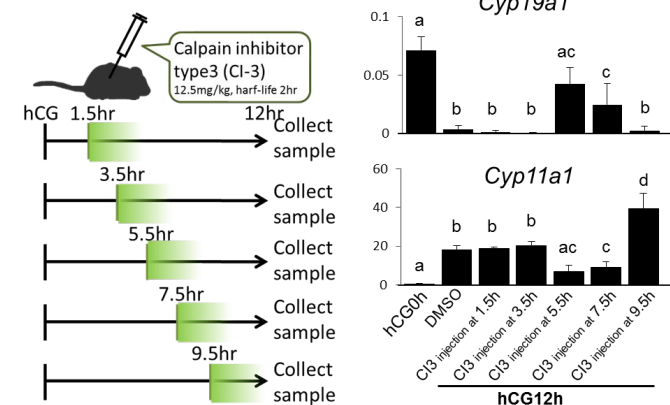 Calpain inhibitor
type3 (CI-3)
12.5mg/kg, harf-life 2hr
hCG 1.5hr 12hr
Collect
sample
3.5hr
Collect
sample
5.5hr
Collect
sample
7.5hr
Collect
sample
9.5hr
Collect
sample
Cyp19a1
0.1
0.05
0
a
b
b
b
ac
c
b
Cyp11a1
60
40
20
0
a
b
b
b
ac
c
d
hCG0h
DMSO
CI3 injection at 1.5h
CI3 injection at 3.5h
CI3 injection at 5.5h
CI3 injection at 7.5h
CI3 injection at 9.5h
hCG12h